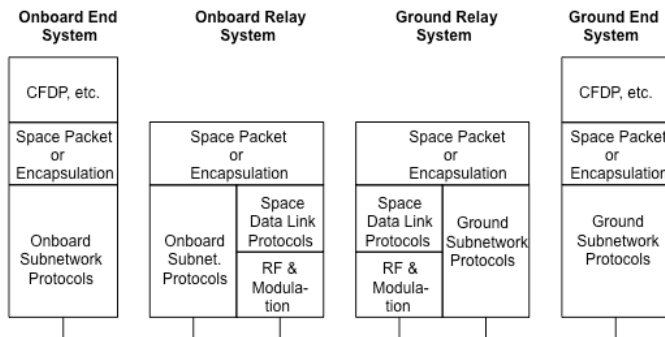 Onboard End
System
Onboard Relay
System
Ground Relay
System
Ground End
System
CFDP, etc.
Space Packet
or
Encapsulation
Onboard
Subnetwork
Protocols
Space Packet
or
Encapsulation
Onboard
Subnet.
Protocols
Space
Data Link
Protocols
RF &
Modula-
tion
Space Packet
or
Encapsulation
Space
Data Link
Protocols
RF &
Modula-
tion
Ground
Subnetwork
Protocols
CFDP, etc.
Space Packet
or
Encapsulation
Ground
Subnetwork
Protocols